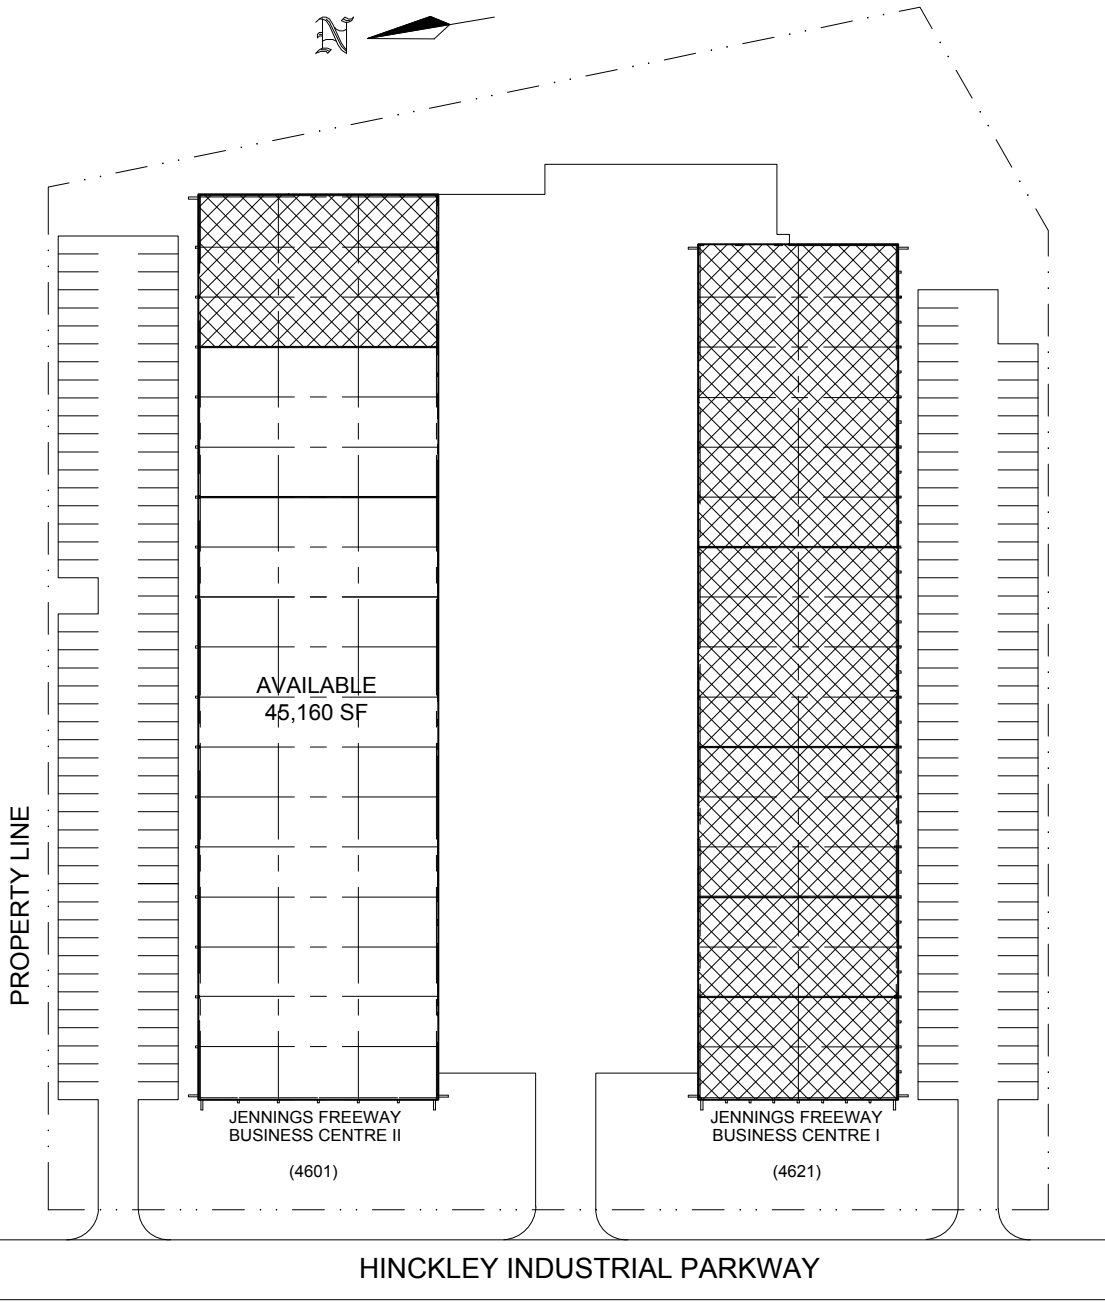 N
AVAILABLE
45,160 SF
PROPERTY LINE
JENNINGS FREEWAY
BUSINESS CENTRE II
(4601)
JENNINGS FREEWAY
BUSINESS CENTRE I
(4621)
HINCKLEY INDUSTRIAL PARKWAY